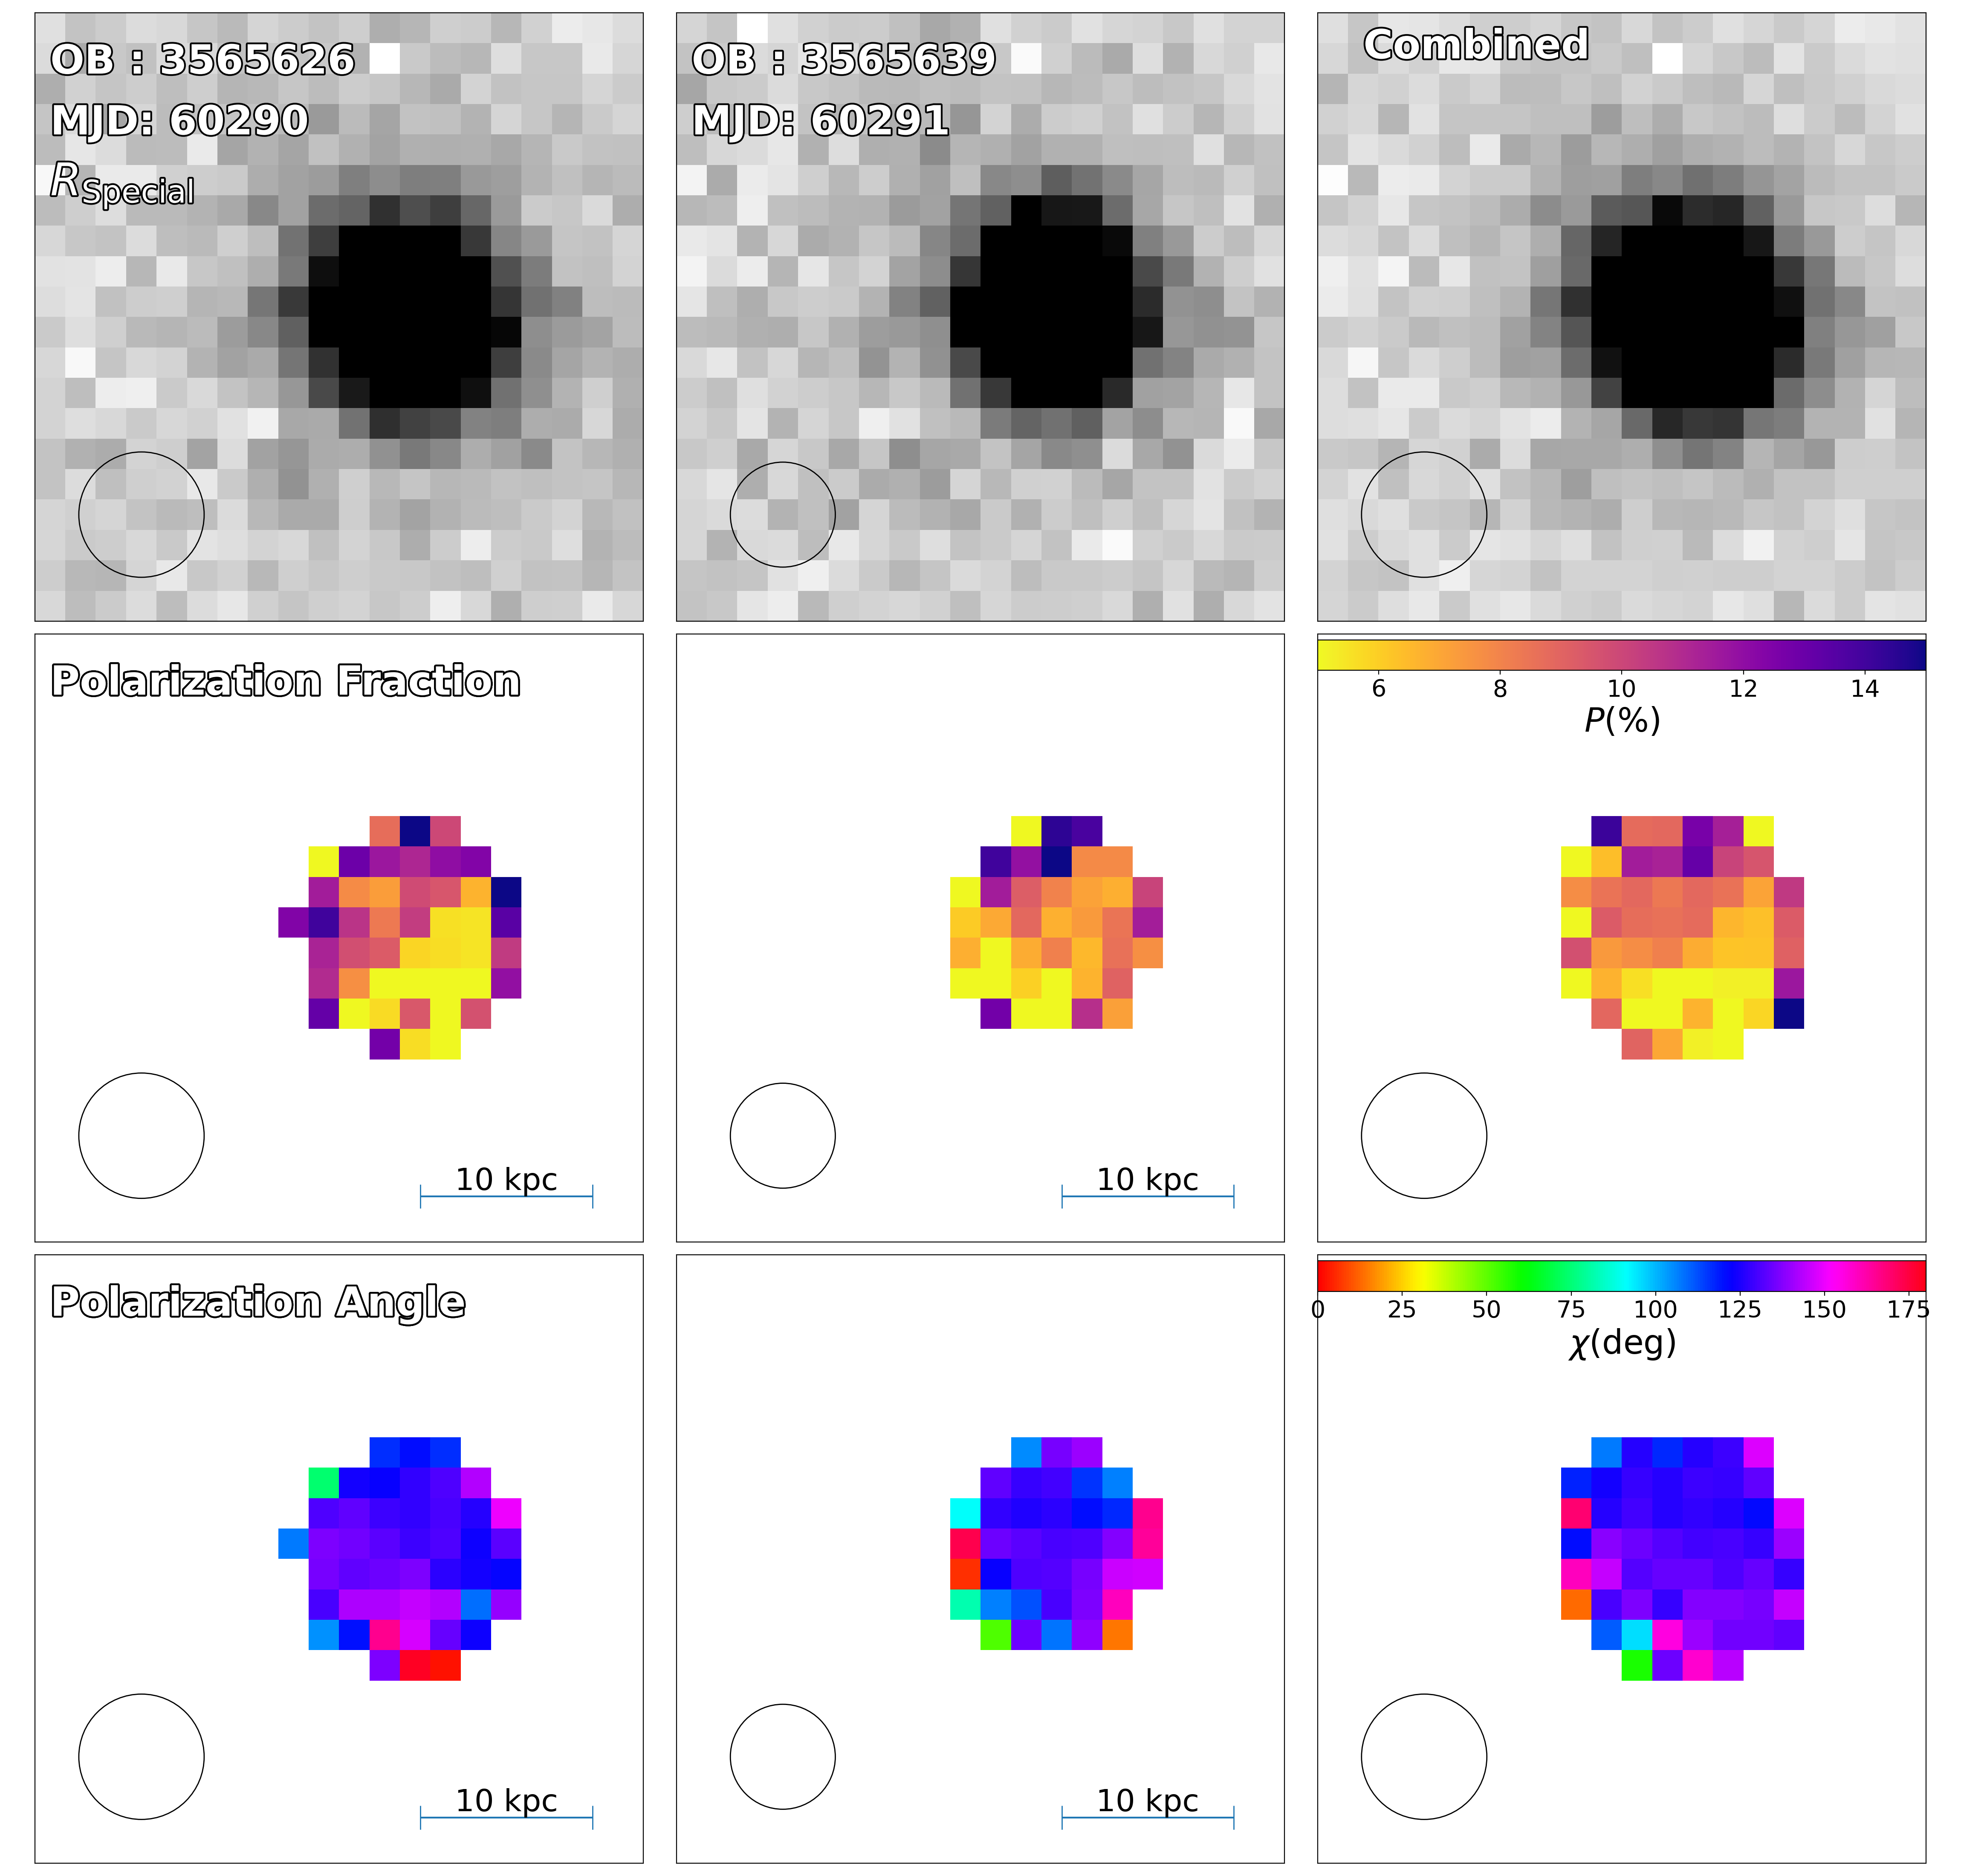 OB : 3565626
MJD: 60290
RSpecial
OB : 3565639
MJD: 60291
Combined
Polarization Fraction
10 kpc
10 kpc
6 8 10 12 14
P(%)
Polarization Angle
10 kpc
10 kpc
0 25 50 75 100 125 150 175
χ(deg)